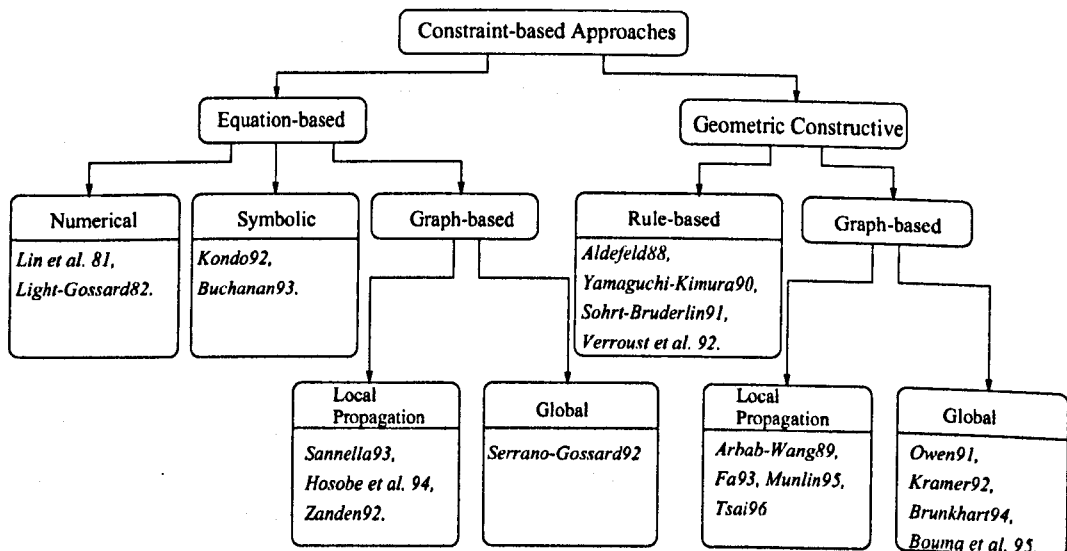 Constraint-based Approaches
Equation-based
Geometric Constructive
Numerical
Lin et al. 81,
Light-Gossard82.
Symbolic
Kondo92,
Buchanan93.
Graph-based
Rule-based
Aldefeld88,
Yamaguchi-Kimura90,
Sohrt-Bruderlin91,
Verroust et al. 92.
Graph-based
Local
Propagation
Sannella93,
Hosobe et al. 94,
Zanden92.
Global
Serrano-Gossard92
Local
Propagation
Arbab-Wang89,
Fa93, Munlin95,
Tsai96
Global
Owen91,
Kramer92,
Brunkhart94,
Bouma et al. 95.